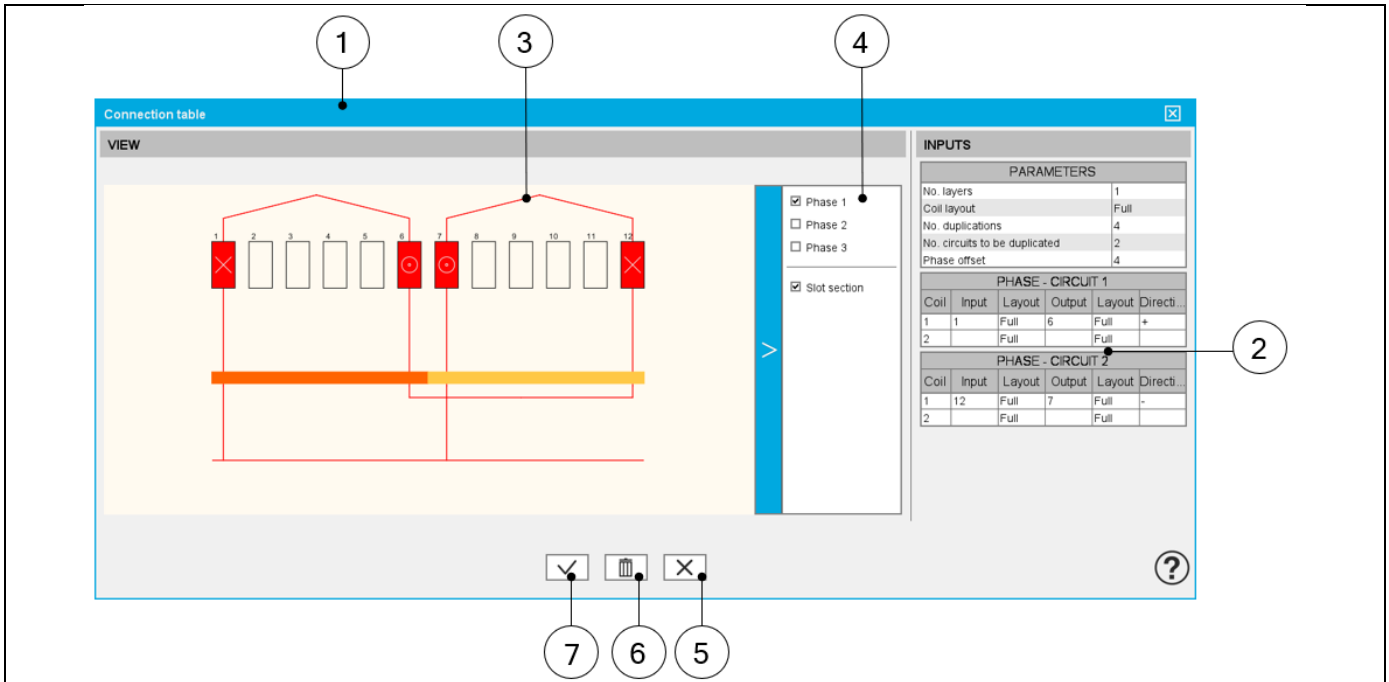 1 3 4
Connection table
VIEW
1 2 3 4 5 6 7 8 9 10 11 12
>
Phase 1
Phase 2
Phase 3
Slot section
INPUTS
PARAMETERS
No. layers 1
Coil layout Full
No. duplications 4
No. circuits to be duplicated 2
Phase offset 4
PHASE - CIRCUIT 1
Coil Input Layout Output Layout Directi...
1 1 Full 6 Full +
2 Full Full
PHASE - CIRCUIT 2
Coil Input Layout Output Layout Directi...
1 12 Full 7 Full -
2 Full Full
2
?
7 6 5